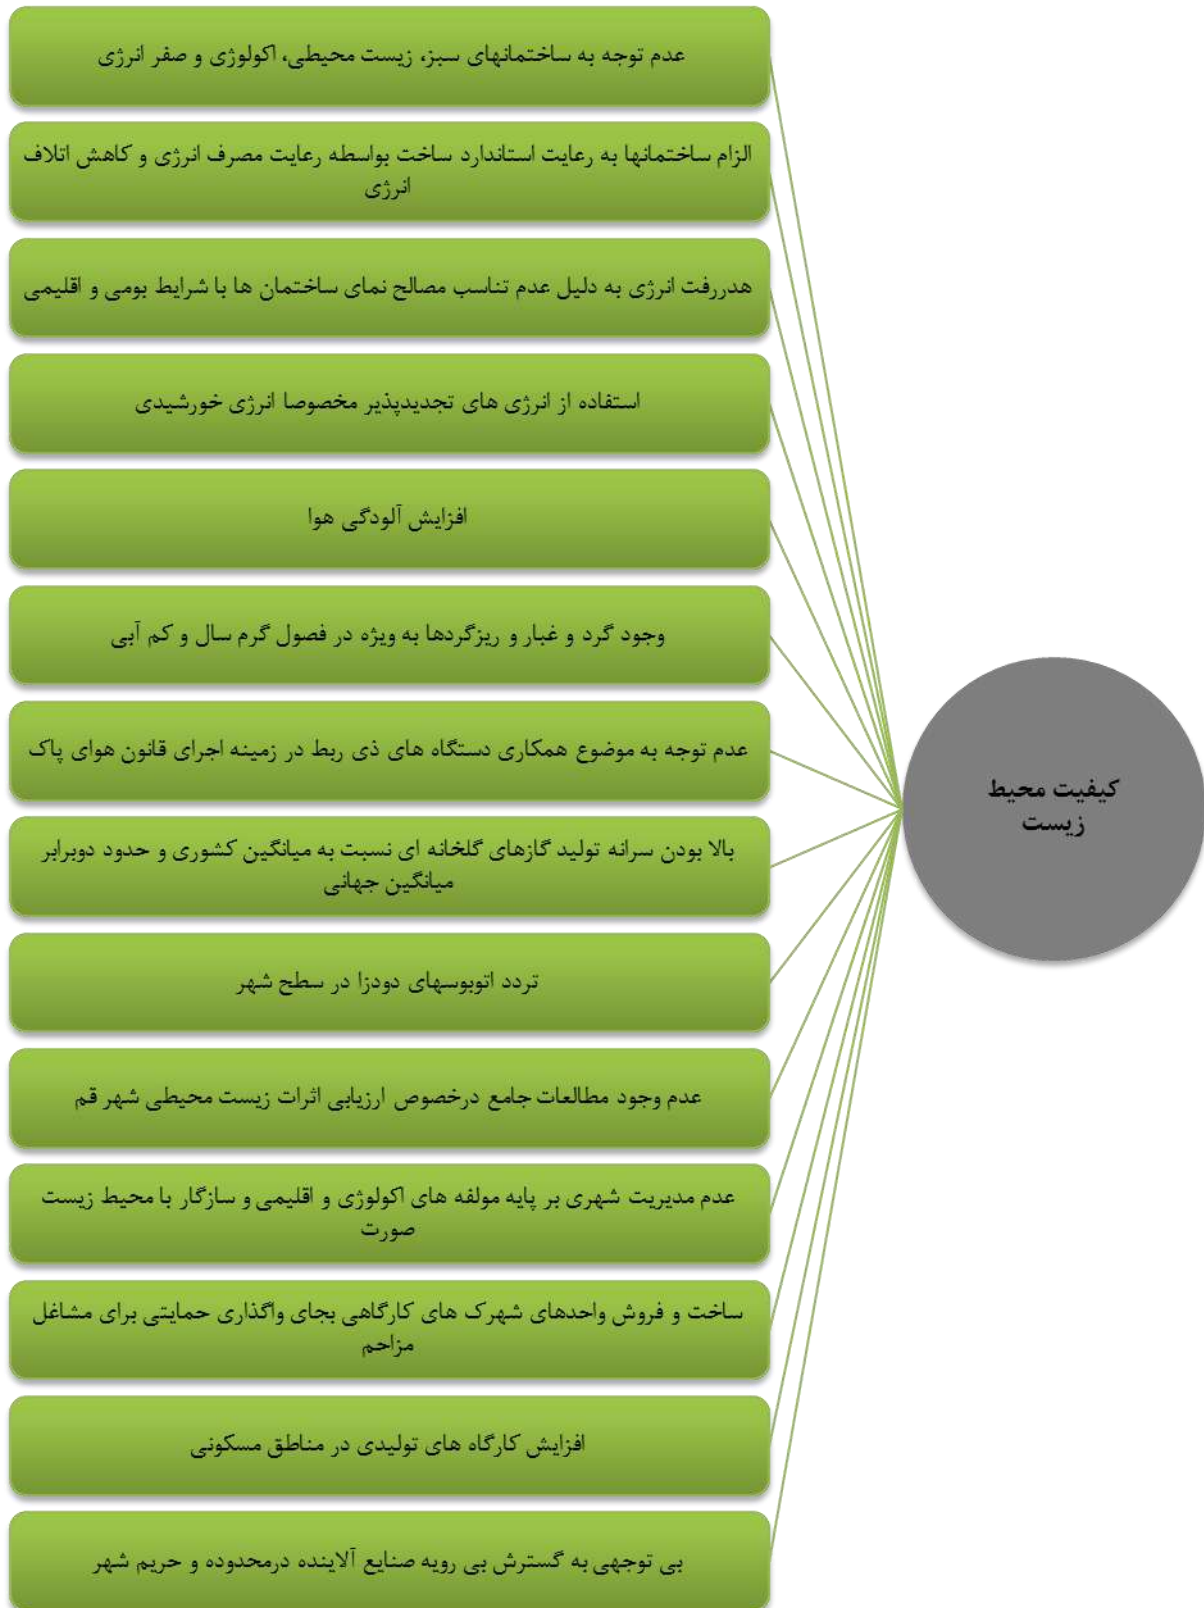 عدم توجه به ساختمانهای سبز، زیست محیطی، اکولوژی و صفر انرژی
الزام ساختمانها به رعایت استاندارد ساخت بواسطه رعایت مصرف انرژی و کاهش اتلاف
انرژی
هدررفت انرژی به دلیل عدم تناسب مصالح نمای ساختمان ها با شرایط بومی و اقلیمی
استفاده از انرژی های تجدیدپذیر مخصوصا انرژی خورشیدی
افزایش آلودگی هوا
وجود گرد و غبار و ریزگردها به ویژه در فصول گرم سال و کم آبی
عدم توجه به موضوع همکاری دستگاه های ذی ربط در زمینه اجرای قانون هوای پاک
بالا بودن سرانه تولید گازهای گلخانه ای نسبت به میانگین کشوری و حدود دوبرابر
میانگین جهانی
تردد اتوبوسهای دودزا در سطح شهر
عدم وجود مطالعات جامع درخصوص ارزیابی اثرات زیست محیطی شهر قم
عدم مدیریت شهری بر پایه مولفه های اکولوژی و اقلیمی و سازگار با محیط زیست
صورت
ساخت و فروش واحدهای شهرک های کارگاهی بجای واگذاری حمایتی برای مشاغل
مزاحم
افزایش کارگاه های تولیدی در مناطق مسکونی
بی توجهی به گسترش بی رویه صنایع آلاینده درمحدوده و حریم شهر
کیفیت محیط
زیست